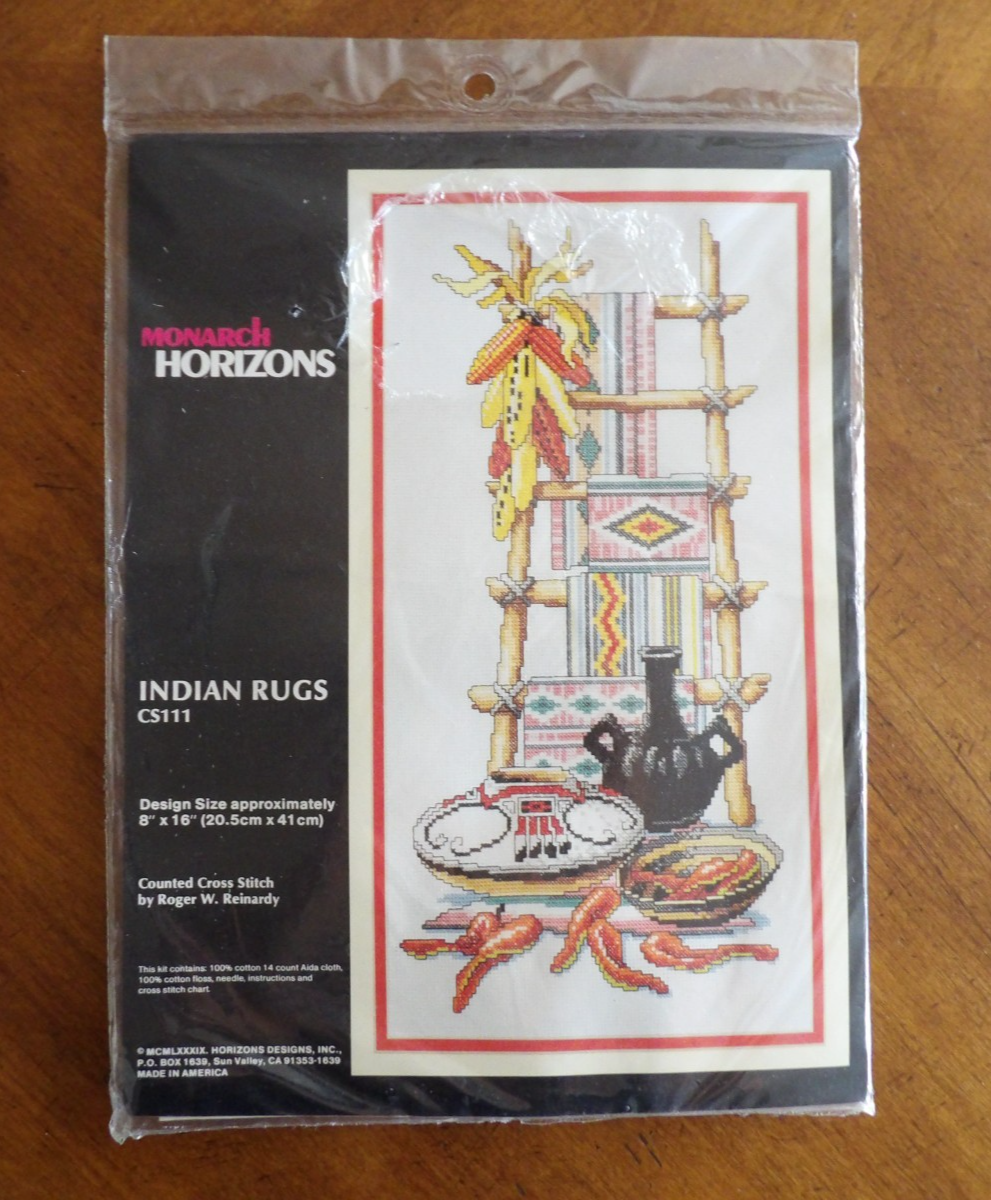 MONARCH
HORIZONS
INDIAN RUGS
CS111
Design Size approximately
8" x 16" (20.5cm x 41cm)
Counted Cross Stitch
by Roger W. Reinardy
This kit contains: 100% cotton 14 count Aida cloth,
100% cotton floss, needle, instructions and
cross stitch chart.
© MCMLXXXIX. HORIZONS DESIGNS, INC.,
P.O. BOX 1639, Sun Valley, CA 91353-1639
MADE IN AMERICA